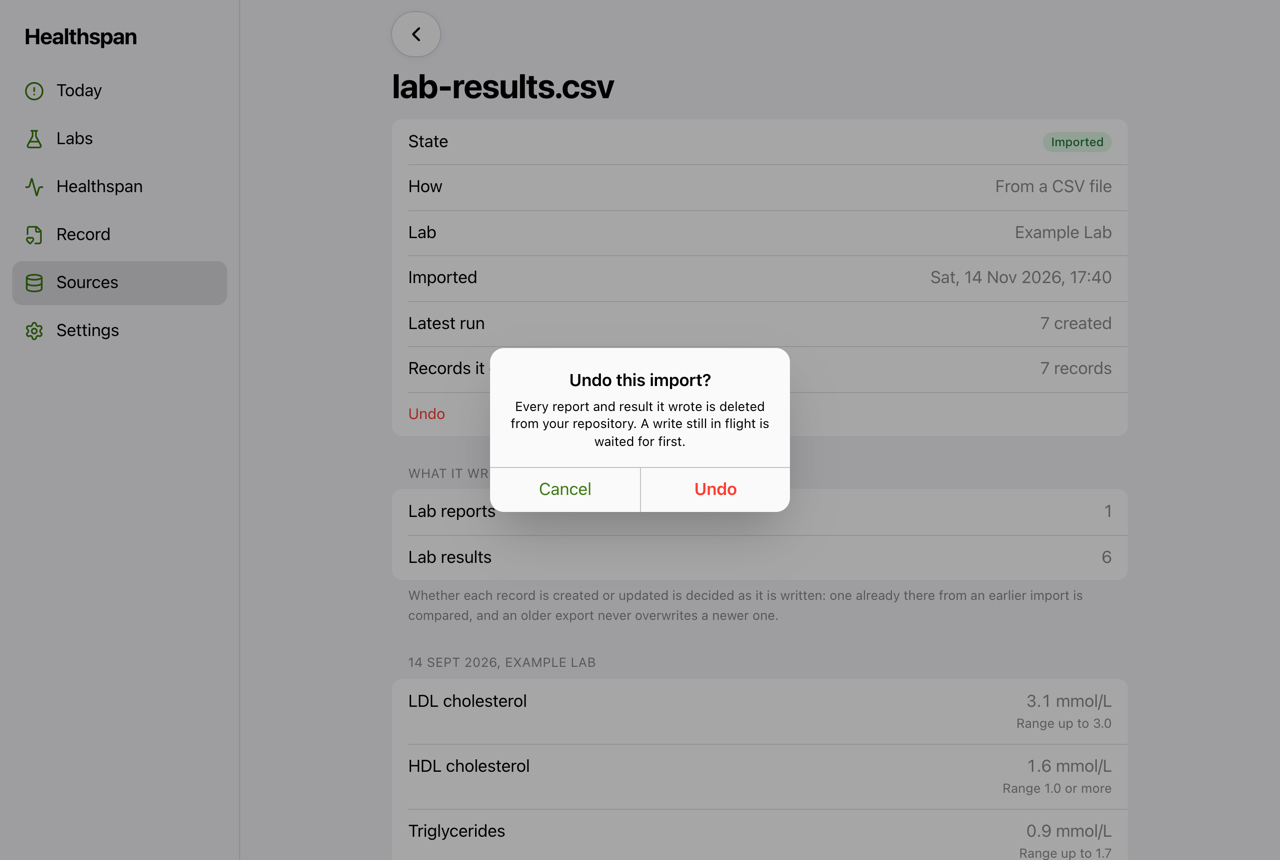 Healthspan
Today
Labs
Healthspan
Record
Sources
Settings
lab-results.csv
State
Imported
How
From a CSV file
Lab
Example Lab
Imported
Sat, 14 Nov 2026, 17:40
Latest run
7 created
Records it
7 records
Undo
Undo this import?
Every report and result it wrote is deleted
from your repository. A write still in flight is
waited for first.
Cancel
Undo
WHAT IT WR
Lab reports
1
Lab results
6
Whether each record is created or updated is decided as it is written: one already there from an earlier import is
compared, and an older export never overwrites a newer one.
14 SEPT 2026, EXAMPLE LAB
LDL cholesterol
3.1 mmol/L
Range up to 3.0
HDL cholesterol
1.6 mmol/L
Range 1.0 or more
Triglycerides
0.9 mmol/L
Range up to 1.7